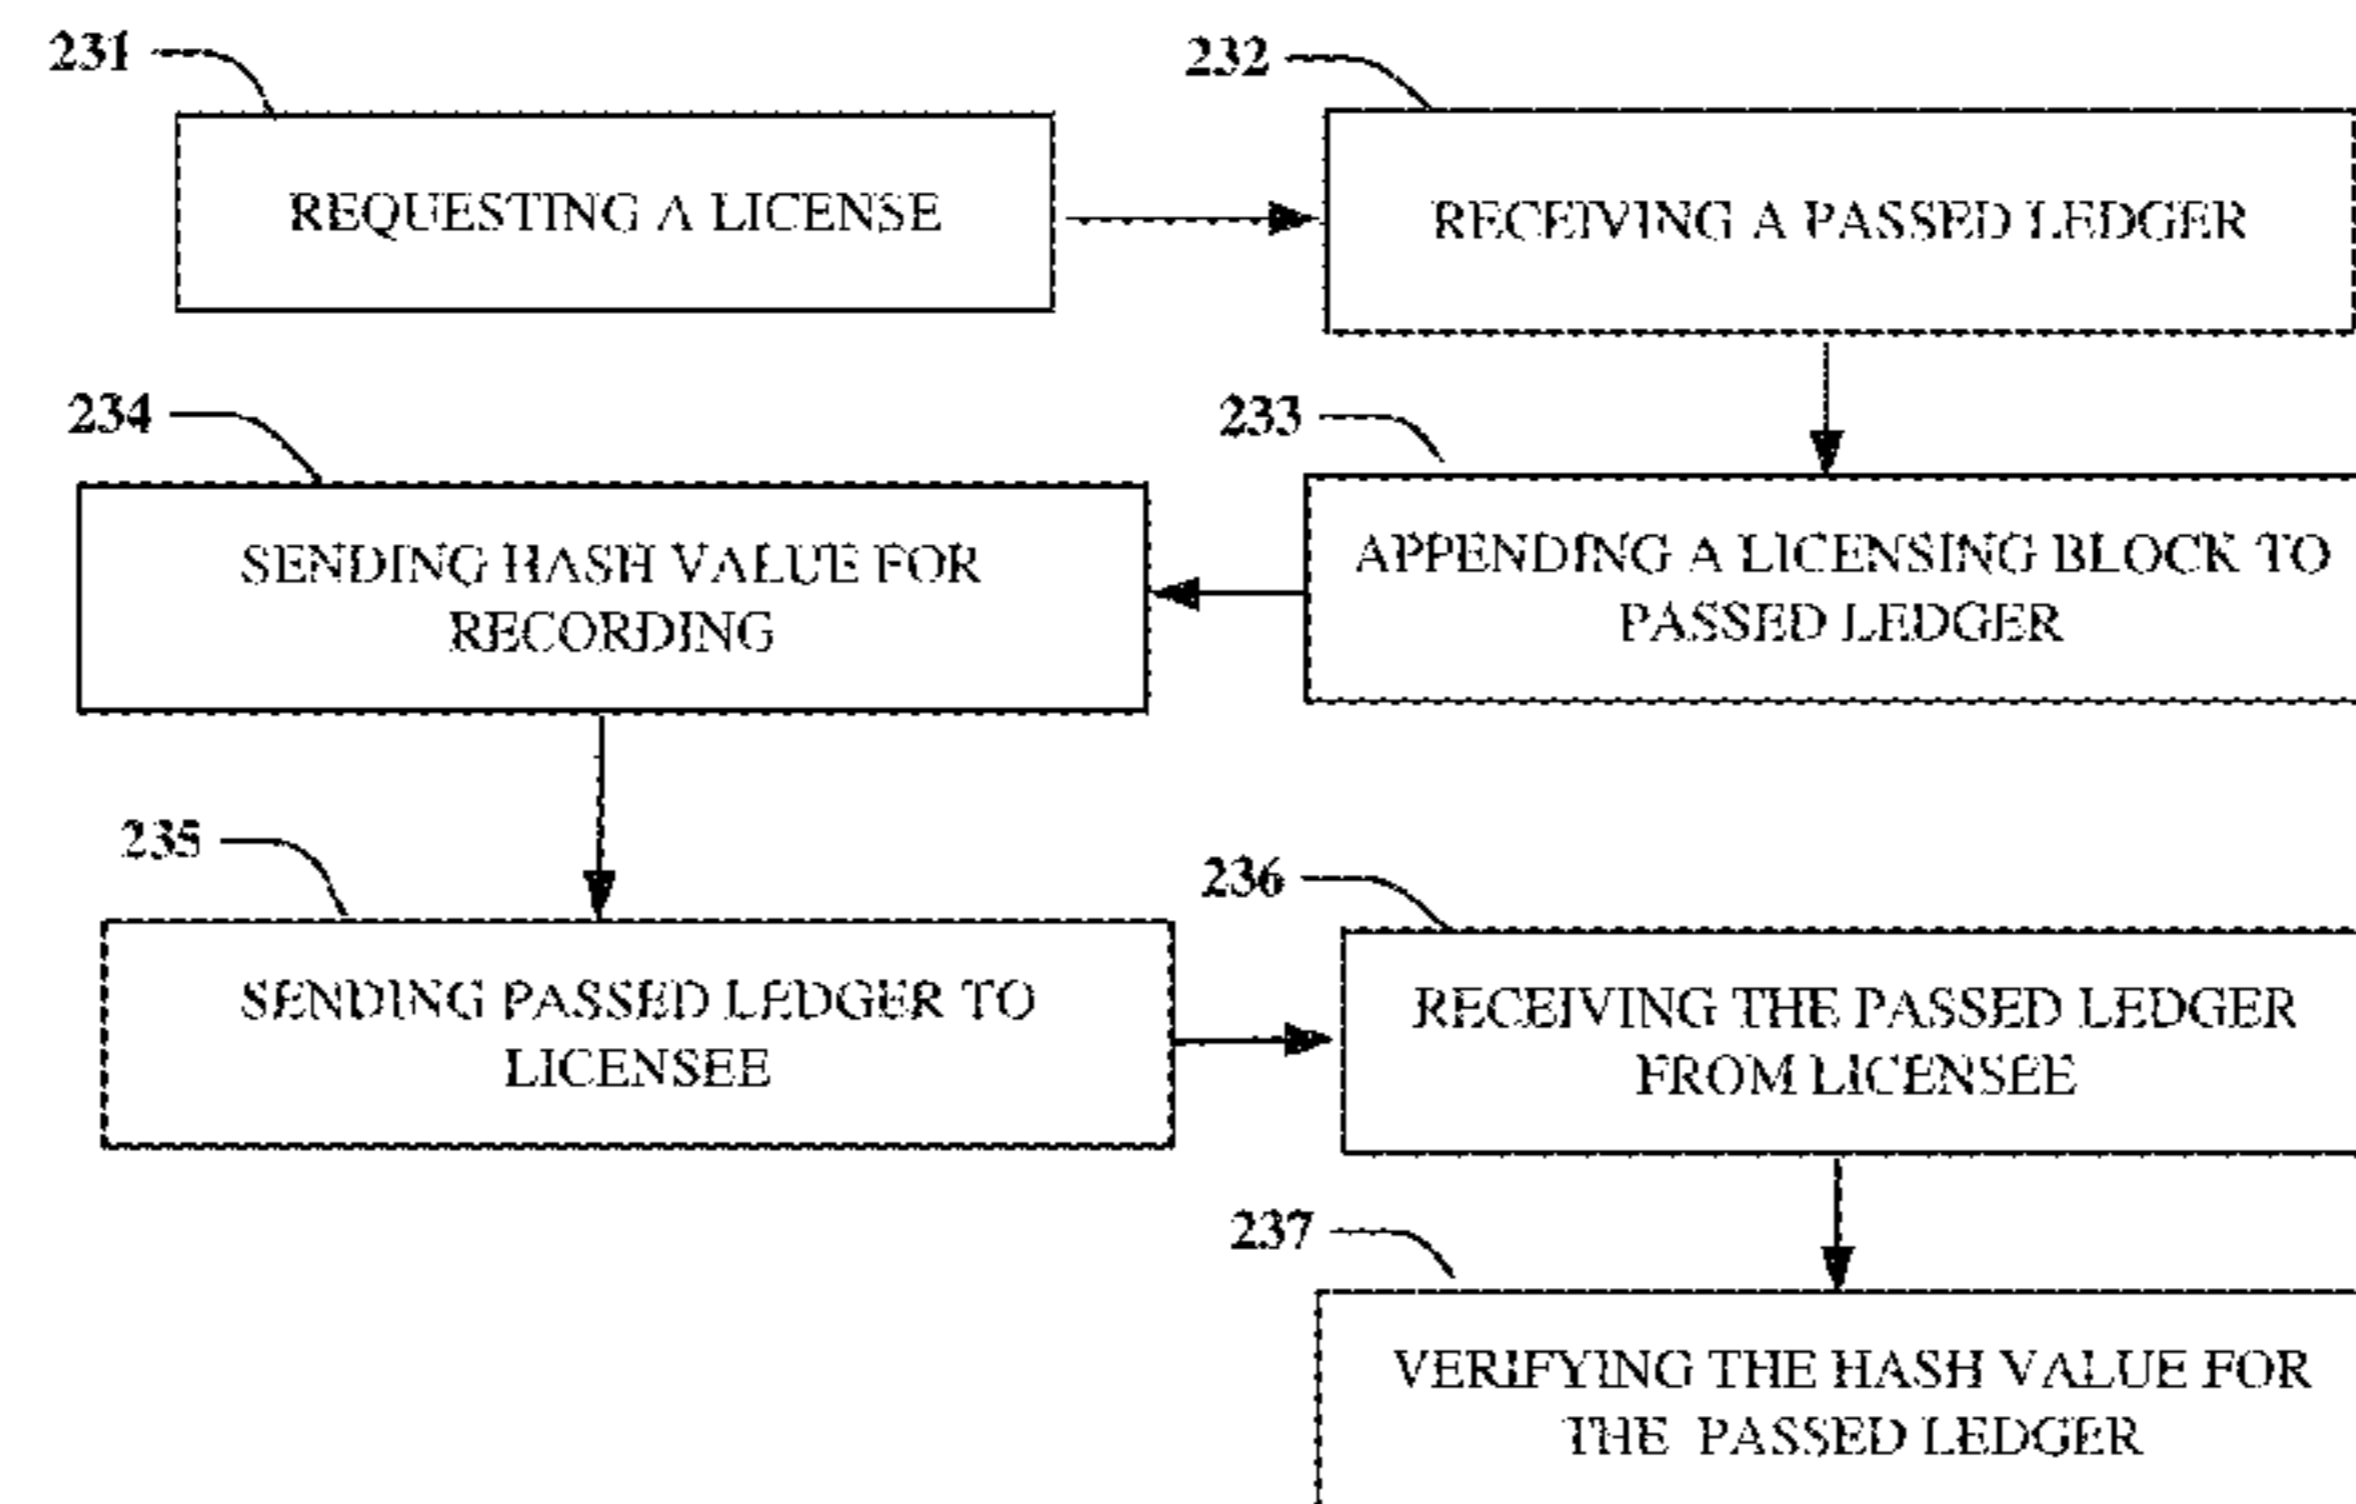 231
REQUESTING A LICENSE
232
RECEIVING A PASSED LEDGER
233
APPENDING A LICENSING BLOCK TO
PASSED LEDGER
234
SENDING HASH VALUE FOR
RECORDING
235
SENDING PASSED LEDGER TO
LICENSEE
236
RECEIVING THE PASSED LEDGER
FROM LICENSEE
237
VERIFYING THE HASH VALUE FOR
THE PASSED LEDGER